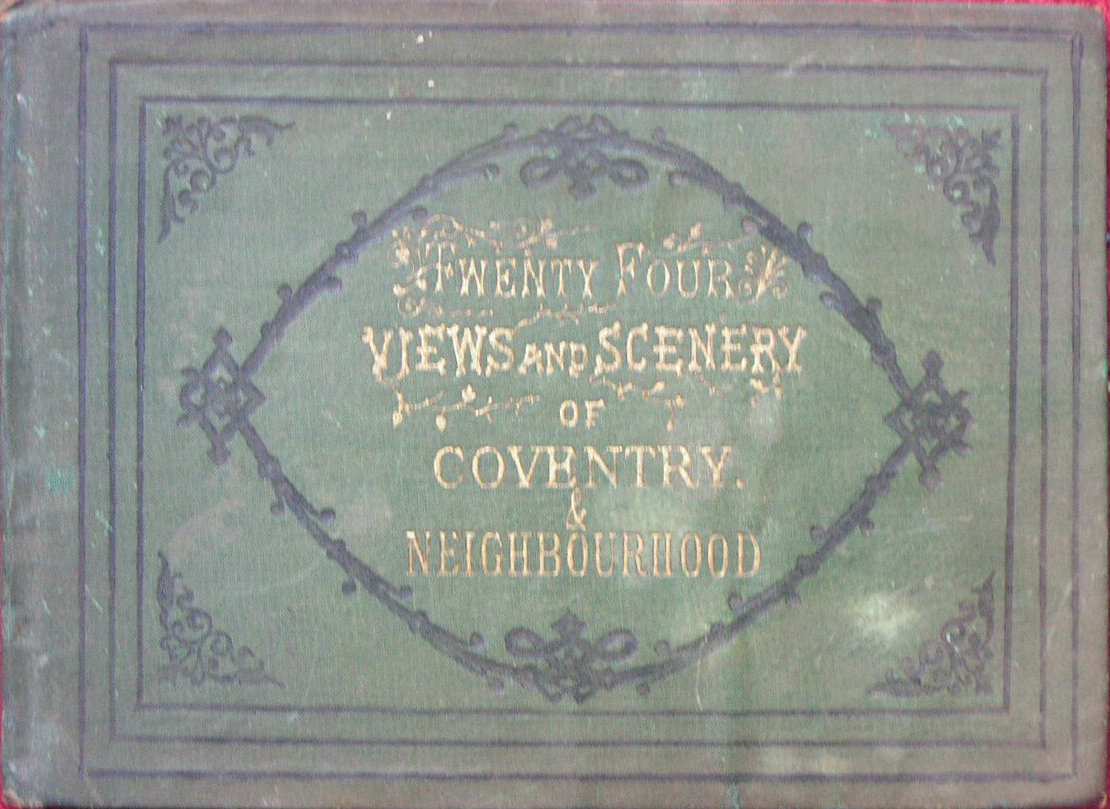 TWENTY FOUR
VIEWS AND SCENERY
OF
COVENTRY.
&
NEIGHBOURHOOD